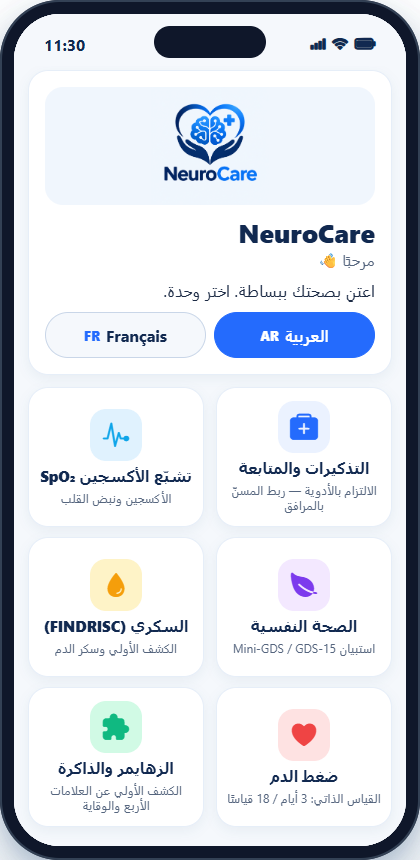 11:30
NeuroCare
NeuroCare
مرحبًا 👋
اعتنِ بصحتك ببساطة. اختر وحدة.
العربية AR
FR Français
التذكيرات والمتابعة
الالتزام بالأدوية — ربط المسنّ
بالمرافق
تشبّع الأكسجين SpO₂
الأكسجين ونبض القلب
الصحة النفسية
استبيان Mini-GDS / GDS-15
السكري (FINDRISC)
الكشف الأولي وسكر الدم
ضغط الدم
القياس الذاتي: 3 أيام / 18 قياسًا
الزهايمر والذاكرة
الكشف الأولي عن العلامات
الأربع والوقاية